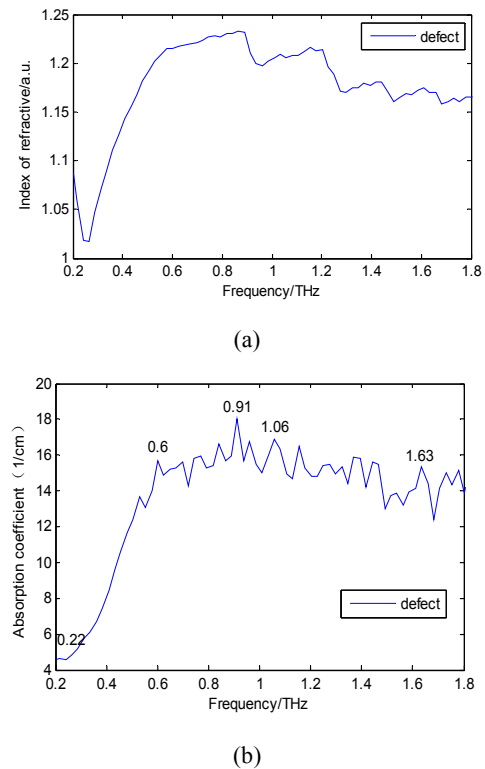 1.25
1.2
1.15
1.1
1.05
1
Index of refractive/a.u.
defect
0.2 0.4 0.6 0.8 1 1.2 1.4 1.6 1.8
Frequency/THz
(a)
20
18
16
14
12
10
8
6
4
Absorption coefficient（1/cm）
0.22
0.6
0.91
1.06
1.63
defect
0.2 0.4 0.6 0.8 1 1.2 1.4 1.6 1.8
Frequency/THz
(b)